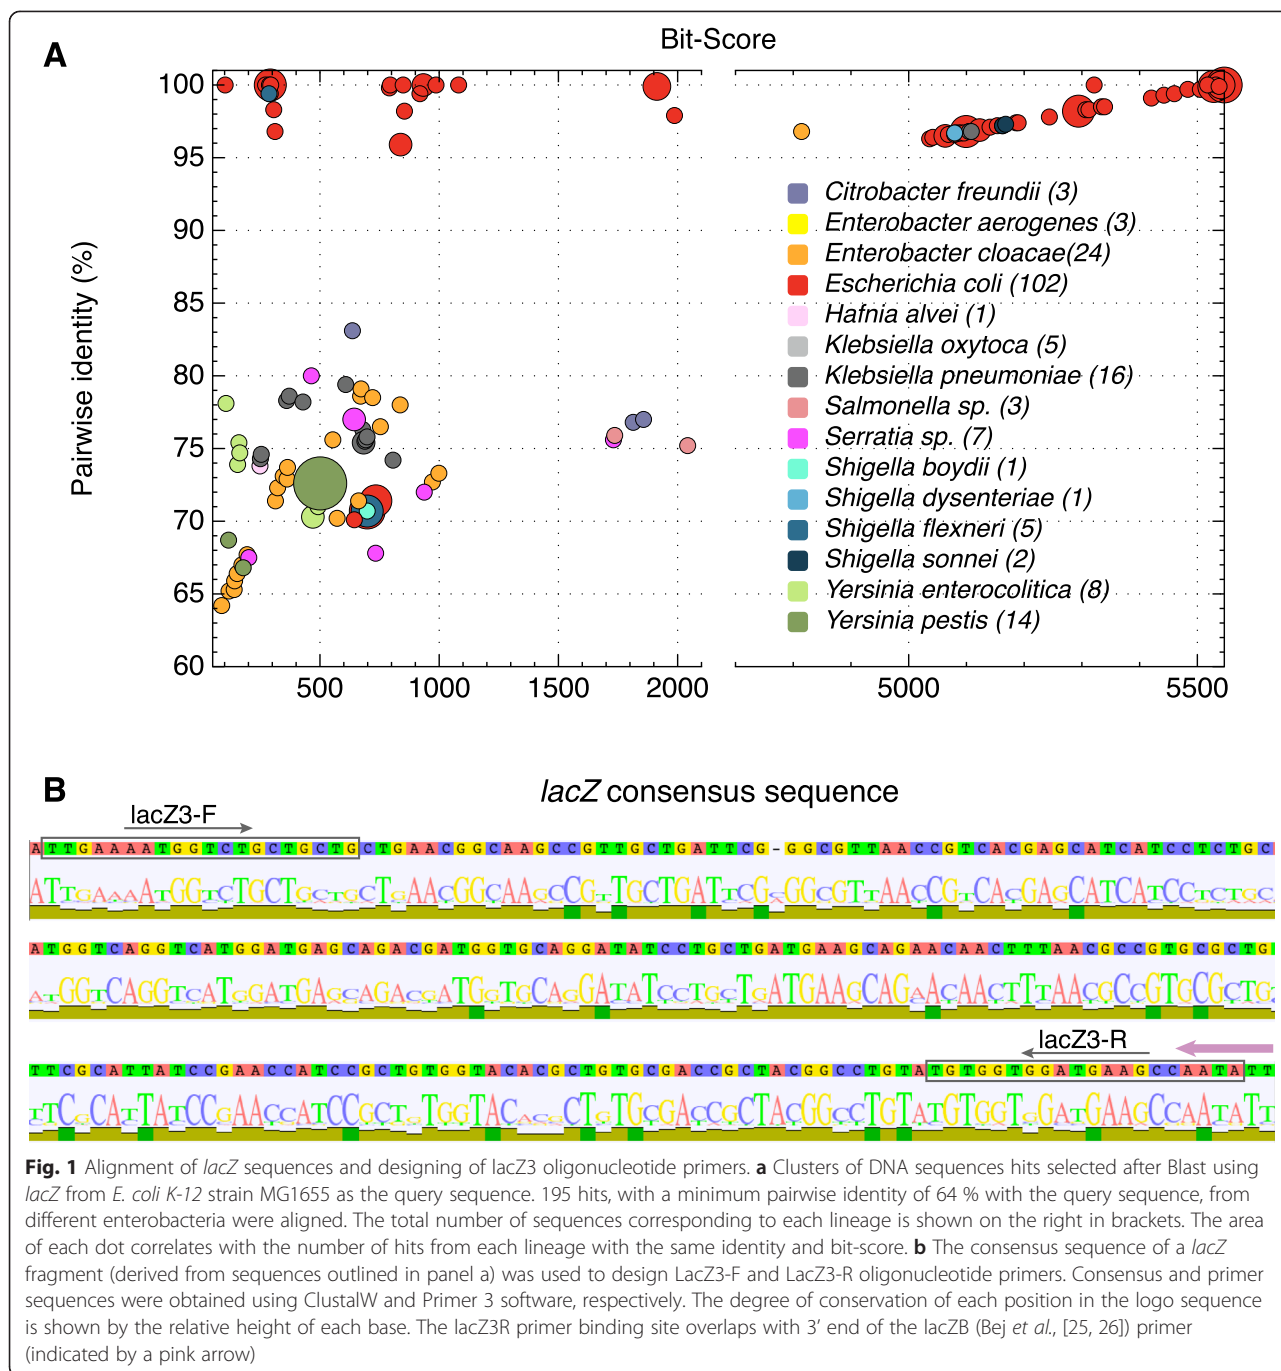 A
Bit-Score
Pairwise identity (%)
100
95
90
85
80
75
70
65
60
500
1000
1500
2000
5000
5500
Citrobacter freundii (3)
Enterobacter aerogenes (3)
Enterobacter cloacae(24)
Escherichia coli (102)
Hafnia alvei (1)
Klebsiella oxytoca (5)
Klebsiella pneumoniae (16)
Salmonella sp. (3)
Serratia sp. (7)
Shigella boydii (1)
Shigella dysenteriae (1)
Shigella flexneri (5)
Shigella sonnei (2)
Yersinia enterocolitica (8)
Yersinia pestis (14)
B
lacZ consensus sequence
lacZ3-F
ATTGAAAATGGTCTGCTGCTGCTGAACGGCAAGCCGTTGCTGATTCG-GGCGTTAACCGTCACGAGCATCATCCTCTGC
ATTGAAAATGGTCTGCTGCTGCTGAACGGCAAGCCGTTGCTGATTCG
GGCGTTAACCGTCACGAGCATCATCCTCTGC
ATGGTCAGGTCATGGATGAGCAGACGATGGTGCAGGATATCCTGCTGATGAAGCAGAACAACTTTAACGCCGTGCGCTG
ATGGTCAGGTCATGGATGAGCAGACGATGGTGCAGGATATCCTGCTGATGAAGCAGAACAACTTTAACGCCGTGCGCTG
lacZ3-R
TTCGCATTATCCGAACCATCCGCTGTGGTACACGCTGTGCGACCGCTACGGCCTGTATGTGGTGGATGAAGCCAATATT
TTCGCATTATCCGAACCATCCGCTGTGGTACACGCTGTGCGACCGCTACGGCCTGTATGTGGTGGATGAAGCCAATATT
Fig. 1 Alignment of lacZ sequences and designing of lacZ3 oligonucleotide primers. a Clusters of DNA sequences hits selected after Blast using
lacZ from E. coli K-12 strain MG1655 as the query sequence. 195 hits, with a minimum pairwise identity of 64 % with the query sequence, from
different enterobacteria were aligned. The total number of sequences corresponding to each lineage is shown on the right in brackets. The area
of each dot correlates with the number of hits from each lineage with the same identity and bit-score. b The consensus sequence of a lacZ
fragment (derived from sequences outlined in panel a) was used to design LacZ3-F and LacZ3-R oligonucleotide primers. Consensus and primer
sequences were obtained using ClustalW and Primer 3 software, respectively. The degree of conservation of each position in the logo sequence
is shown by the relative height of each base. The lacZ3R primer binding site overlaps with 3′ end of the lacZB (Bej et al., [25, 26]) primer
(indicated by a pink arrow)